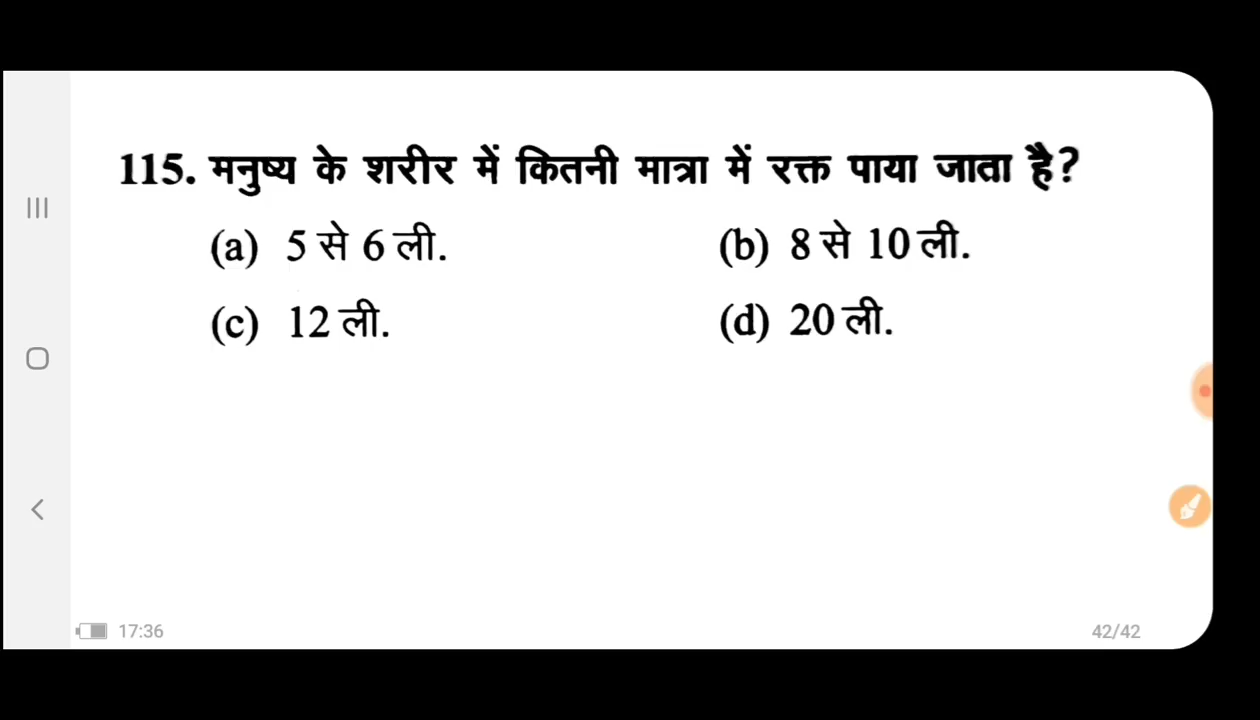 115. मनुष्य के शरीर में कितनी मात्रा में रक्त पाया जाता है?
(a) 5 से 6 ली. (b) 8 से 10 ली.
(c) 12 ली. (d) 20 ली.
17:36 42/42